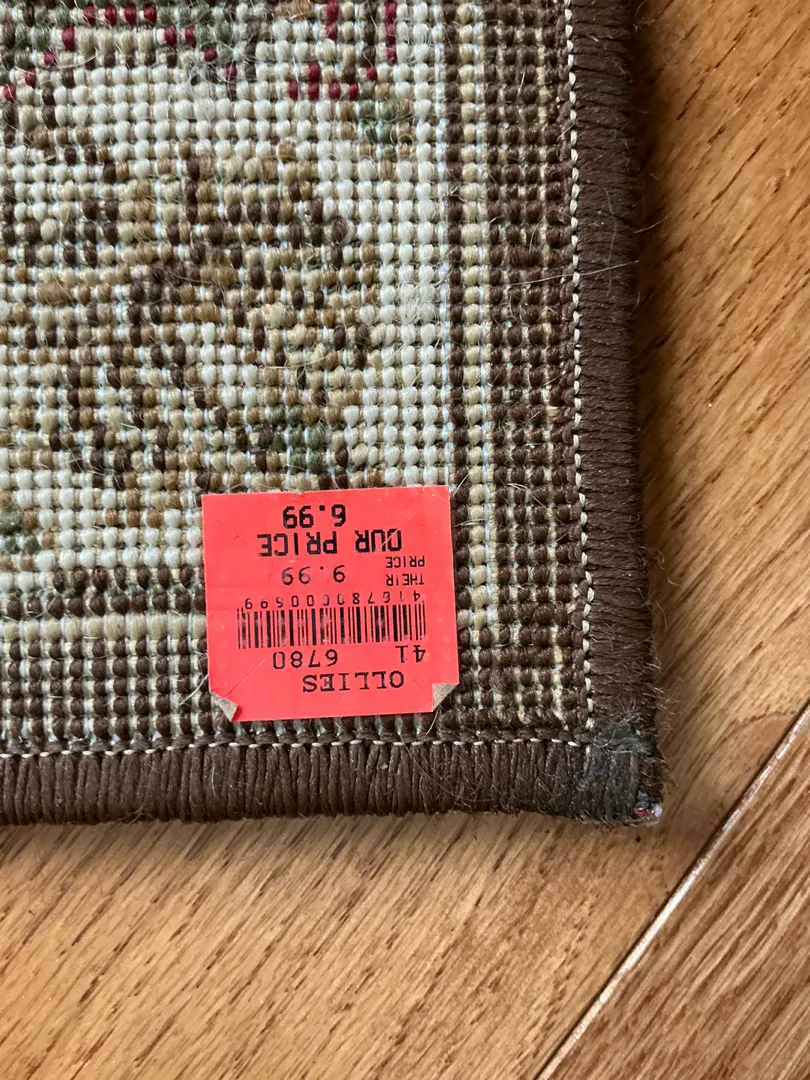 OLLIES
41 6780
416780000699
THEIR PRICE 9.99
OUR PRICE
6.99